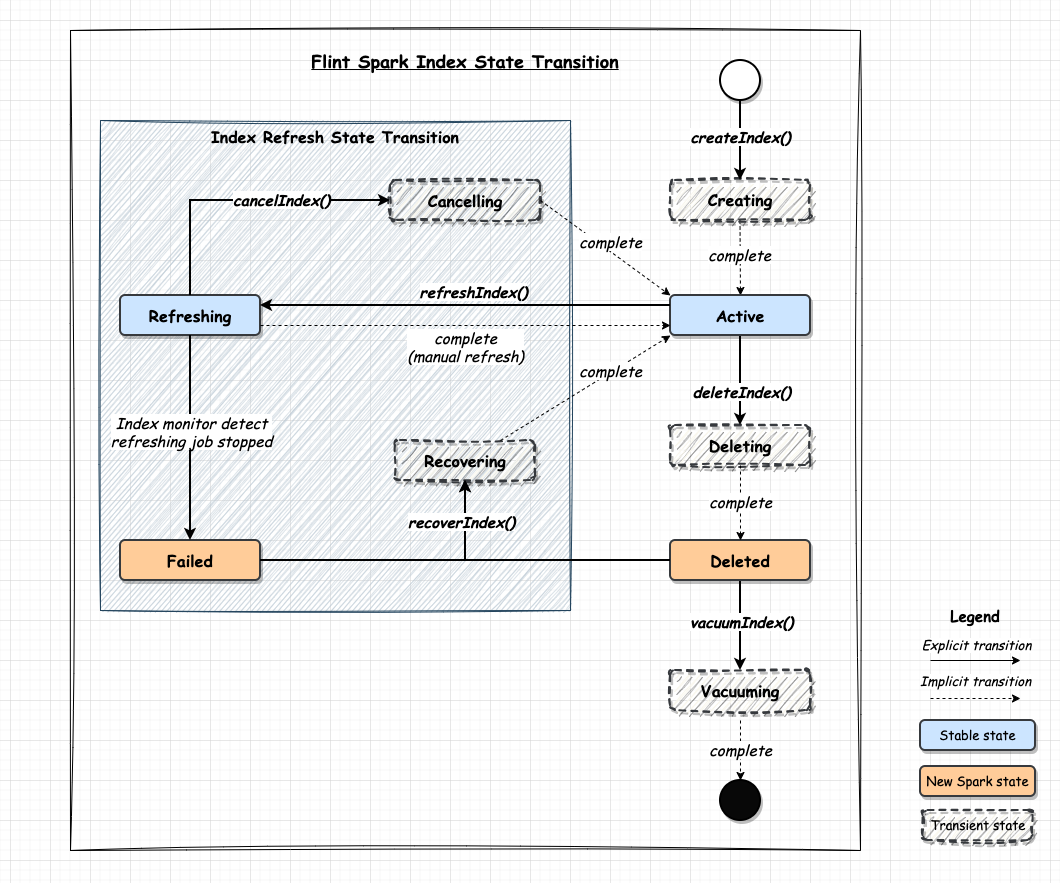 Flint Spark Index State Transition
createIndex()
Index Refresh State Transition
cancelIndex()
Cancelling
Creating
complete
complete
refreshIndex()
Refreshing
Active
complete
(manual refresh)
complete
deleteIndex()
Index monitor detect
refreshing job stopped
Recovering
Deleting
complete
recoverIndex()
Failed
Deleted
vacuumIndex()
Vacuuming
complete
Legend
Explicit transition
Implicit transition
Stable state
New Spark state
Transient state